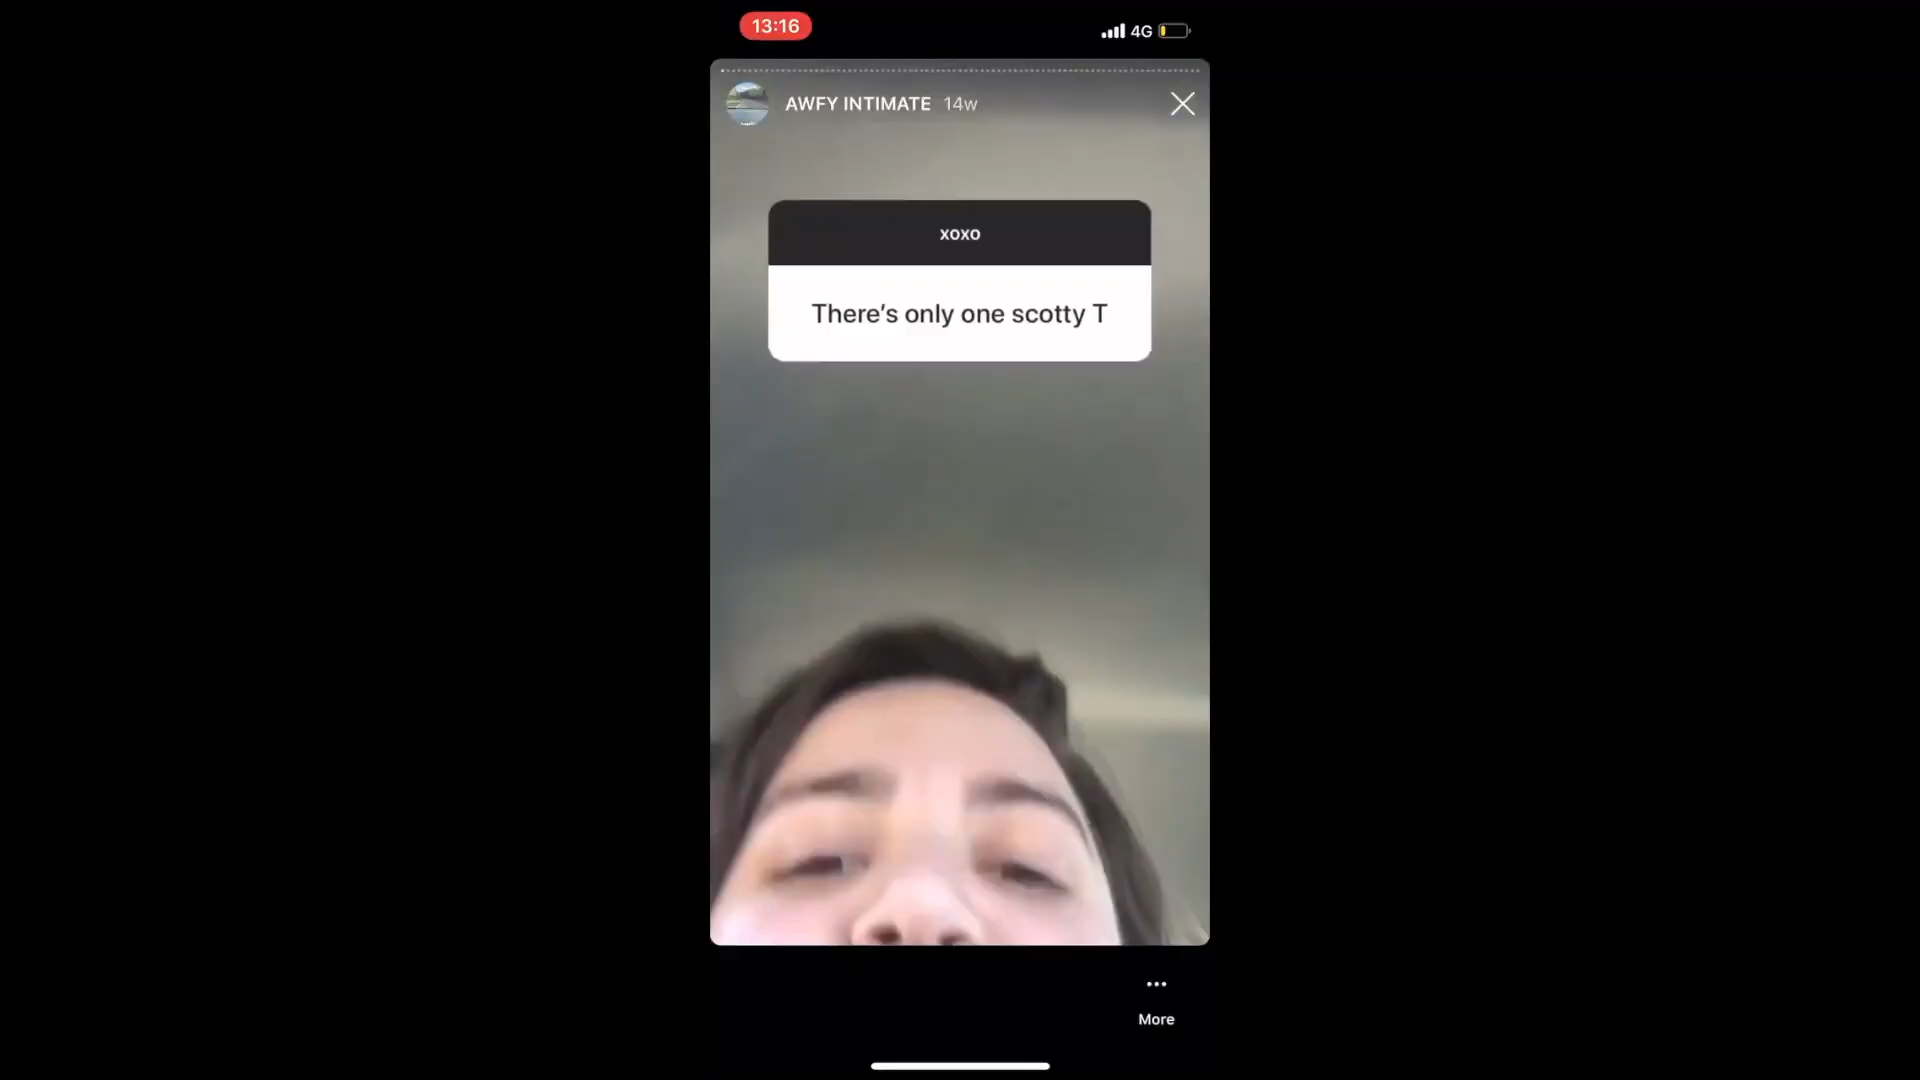 13:16
4G
AWFY INTIMATE 14w
xoxo
There's only one scotty T
More